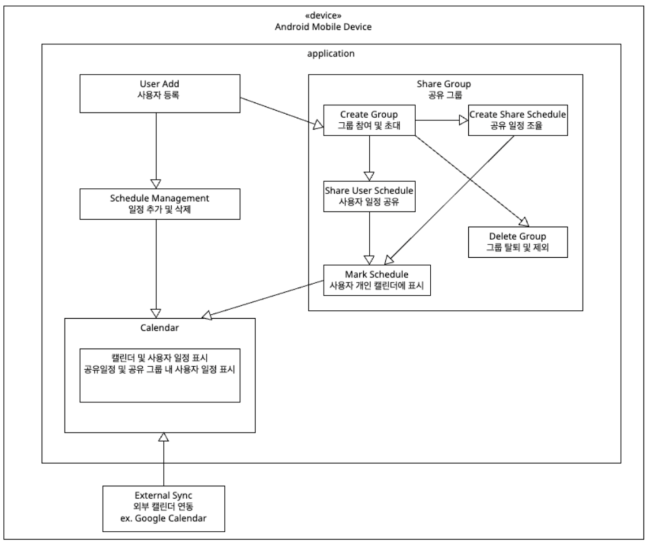 «device»
Android Mobile Device
application
User Add
사용자 등록
Share Group
공유 그룹
Create Group
그룹 참여 및 초대
Create Share Schedule
공유 일정 조율
Share User Schedule
사용자 일정 공유
Schedule Management
일정 추가 및 삭제
Delete Group
그룹 탈퇴 및 제외
Mark Schedule
사용자 개인 캘린더에 표시
Calendar
캘린더 및 사용자 일정 표시
공유일정 및 공유 그룹 내 사용자 일정 표시
External Sync
외부 캘린더 연동
ex. Google Calendar